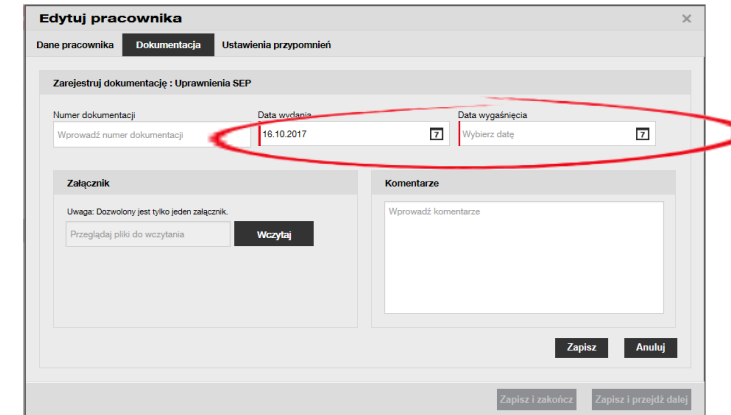 Edytuj pracownika
Dane pracownika Dokumentacja Ustawienia przypomnień
Zarejestruj dokumentację : Uprawnienia SEP
Numer dokumentacji Data wydania Data wygaśnięcia
Wprowadź numer dokumentacji 16.10.2017 7 Wybierz datę 7
Załącznik Komentarze
Uwaga: Dozwolony jest tylko jeden załącznik. Wprowadź komentarze
Przeglądaj pliki do wczytania Wczytaj
Zapisz Anuluj
Zapisz i zakończ Zapisz i przejdź dalej